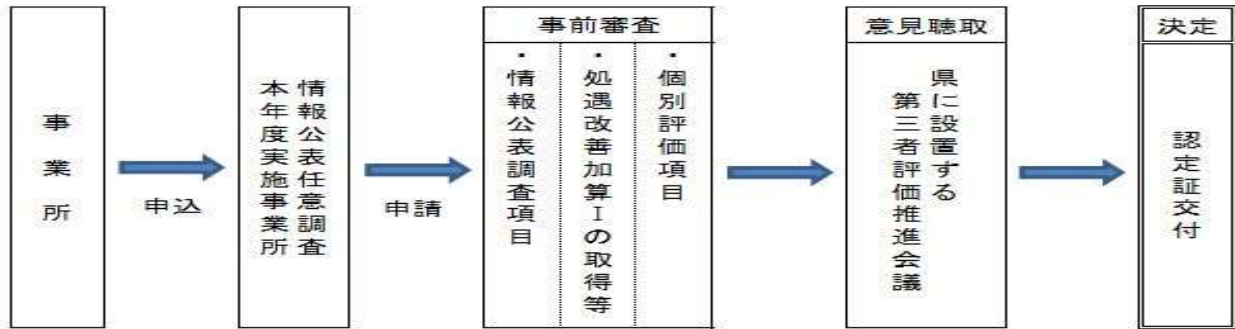 事業所
申込
情報公表任意調査
本年度実施事業所
申請
事前審査
・個別評価項目
・処遇改善加算Ⅰの取得等
・情報公表調査項目
意見聴取
県に設置する
第三者評価推進会議
決定
認定証交付